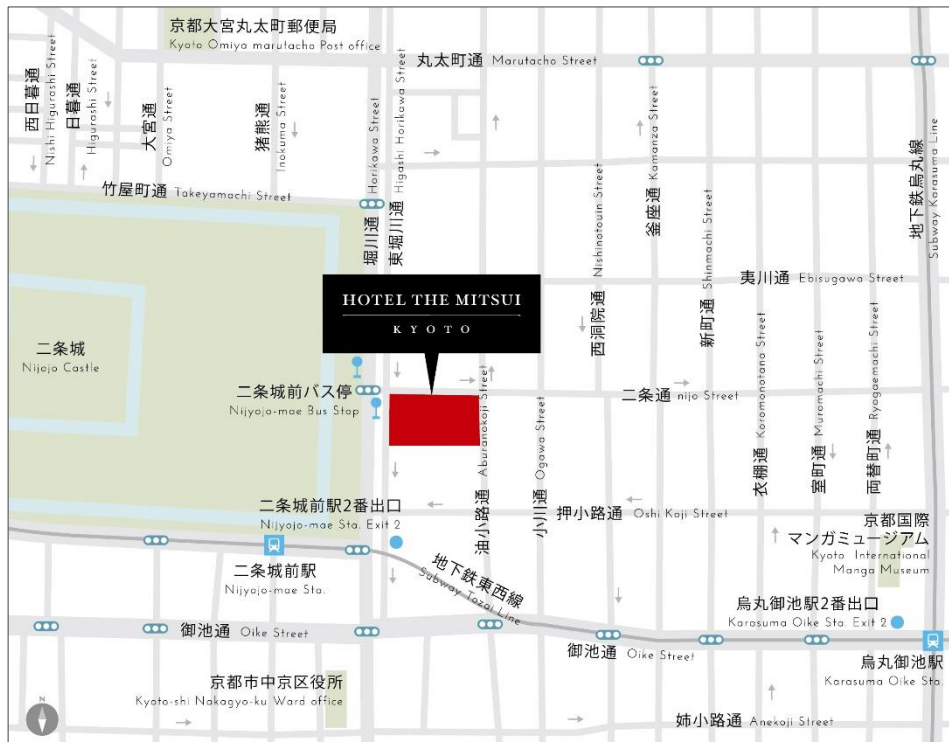 京都大宮丸太町郵便局
Kyoto Omiya marutacho Post office
丸太町通 Marutacho Street
西日暮通
Nishi Higurashi Street
日暮通
Higurashi Street
大宮通
Omiya Street
猪熊通
Inokuma Street
堀川通
Horikawa Street
東堀川通
Higashi Horikawa Street
釜座通
Kamanza Street
地下鉄烏丸線
Subway Karasuma Line
竹屋町通 Takeyamachi Street
西洞院通
Nishinotouin Street
新町通
Shinmachi Street
夷川通 Ebisugawa Street
HOTEL THE MITSUI
KYOTO
二条城
Nijojo Castle
二条城前バス停
Nijyojo-mae Bus Stop
二条通 nijo Street
油小路通
Aburanokoji Street
小川通
Ogawa Street
衣棚通
Koromonotana Street
室町通
Muromachi Street
両替町通
Ryogaemachi Street
二条城前駅2番出口
Nijyojo-mae Sta. Exit 2
押小路通 Oshi Koji Street
京都国際
マンガミュージアム
Kyoto International
Manga Museum
二条城前駅
Nijyojo-mae Sta.
地下鉄東西線
Subway Tozai Line
烏丸御池駅2番出口
Karasuma Oike Sta. Exit 2
御池通 Oike Street
御池通 Oike Street
烏丸御池駅
Karasuma Oike Sta.
京都市中京区役所
Kyoto-shi Nakagyo-ku Ward office
姉小路通 Anekoji Street
N